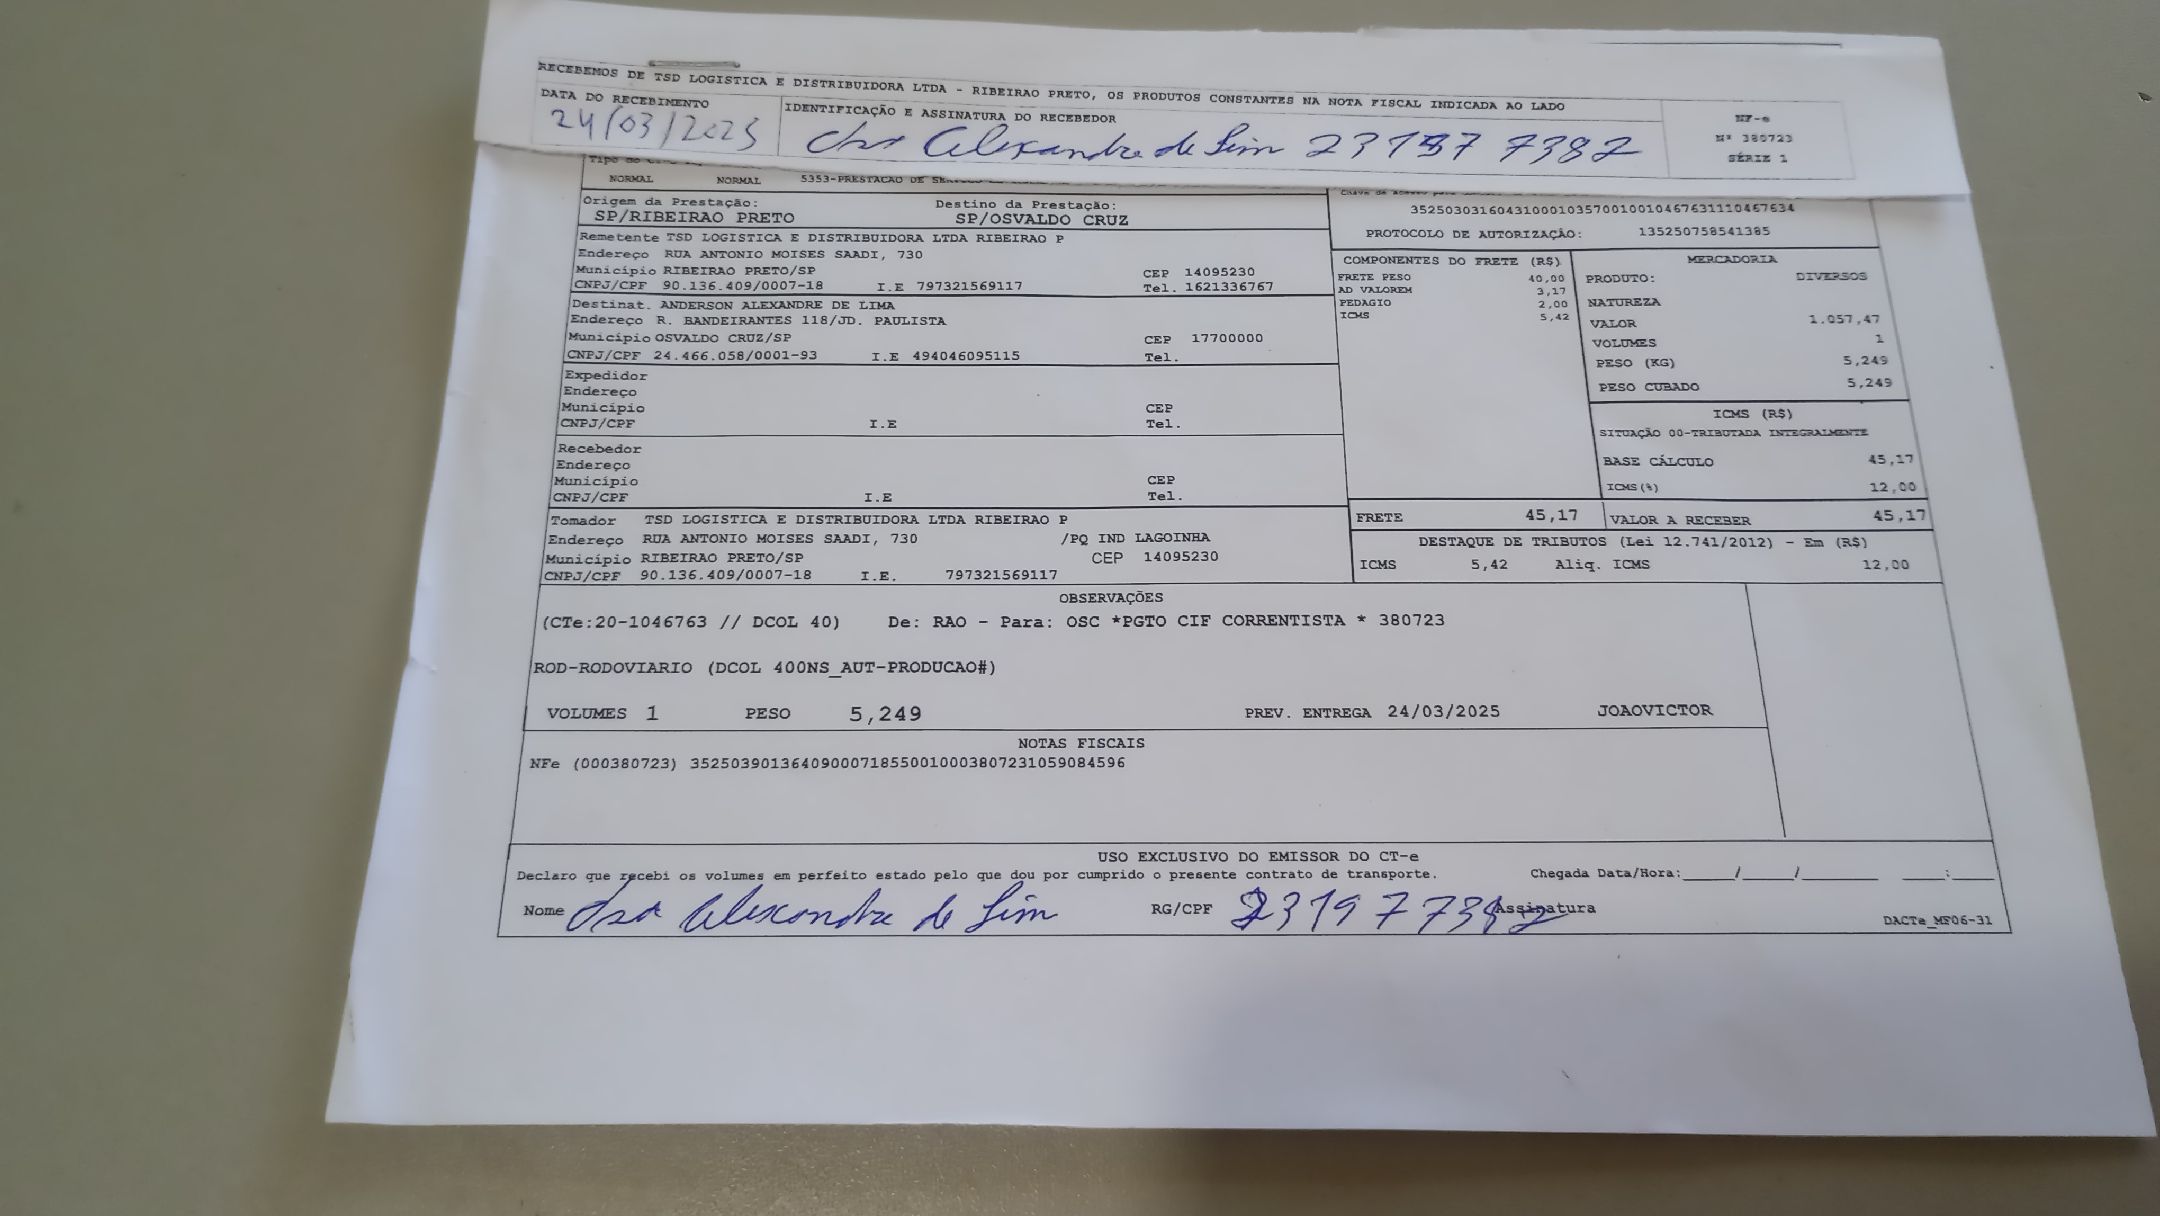 RECEBEMOS DE TSD LOGISTICA E DISTRIBUIDORA LTDA - RIBEIRAO PRETO, OS PRODUTOS CONSTANTES NA NOTA FISCAL INDICADA AO LADO
DATA DO RECEBIMENTO IDENTIFICAÇÃO E ASSINATURA DO RECEBEDOR NF-e
24/03/2025 Alexandre de Lim Nº 380723
SÉRIE 1
NORMAL NORMAL 5353-PRESTACAO DE
Origem da Prestação: Destino da Prestação:
SP/RIBEIRAO PRETO SP/OSVALDO CRUZ
35250303160431000103570010010467631110467634
PROTOCOLO DE AUTORIZAÇÃO: 135250758541385
Remetente TSD LOGISTICA E DISTRIBUIDORA LTDA RIBEIRAO P
Endereço RUA ANTONIO MOISES SAADI, 730
Município RIBEIRAO PRETO/SP CEP 14095230
CNPJ/CPF 90.136.409/0007-18 I.E 797321569117 Tel. 1621336767
Destinat. ANDERSON ALEXANDRE DE LIMA
Endereço R. BANDEIRANTES 118/JD. PAULISTA
Município OSVALDO CRUZ/SP CEP 17700000
CNPJ/CPF 24.466.058/0001-93 I.E 494046095115 Tel.
Expedidor
Endereço
Município CEP
CNPJ/CPF I.E Tel.
Recebedor
Endereço
Município CEP
CNPJ/CPF I.E Tel.
Tomador TSD LOGISTICA E DISTRIBUIDORA LTDA RIBEIRAO P
Endereço RUA ANTONIO MOISES SAADI, 730 /PQ IND LAGOINHA
Município RIBEIRAO PRETO/SP CEP 14095230
CNPJ/CPF 90.136.409/0007-18 I.E. 797321569117
COMPONENTES DO FRETE (R$)
FRETE PESO 40,00
AD VALOREM 3,17
PEDAGIO 2,00
ICMS 5,42
MERCADORIA
PRODUTO: DIVERSOS
NATUREZA
VALOR 1.057,47
VOLUMES 1
PESO (KG) 5,249
PESO CUBADO 5,249
ICMS (R$)
SITUAÇÃO 00-TRIBUTADA INTEGRALMENTE
BASE CÁLCULO 45,17
ICMS(%) 12,00
FRETE 45,17 VALOR A RECEBER 45,17
DESTAQUE DE TRIBUTOS (Lei 12.741/2012) - Em (R$)
ICMS 5,42 Aliq. ICMS 12,00
OBSERVAÇÕES
(CTe:20-1046763 // DCOL 40) De: RAO - Para: OSC *PGTO CIF CORRENTISTA * 380723
ROD-RODOVIARIO (DCOL 400NS_AUT-PRODUCAO#)
VOLUMES 1 PESO 5,249 PREV. ENTREGA 24/03/2025 JOAOVICTOR
NOTAS FISCAIS
NFe (000380723) 35250390136409000718550010003807231059084596
USO EXCLUSIVO DO EMISSOR DO CT-e
Declaro que recebi os volumes em perfeito estado pelo que dou por cumprido o presente contrato de transporte. Chegada Data/Hora:_____/_____/_______ ____:____
Nome Alexandre de Lim RG/CPF Assinatura
DACTe_MF06-31